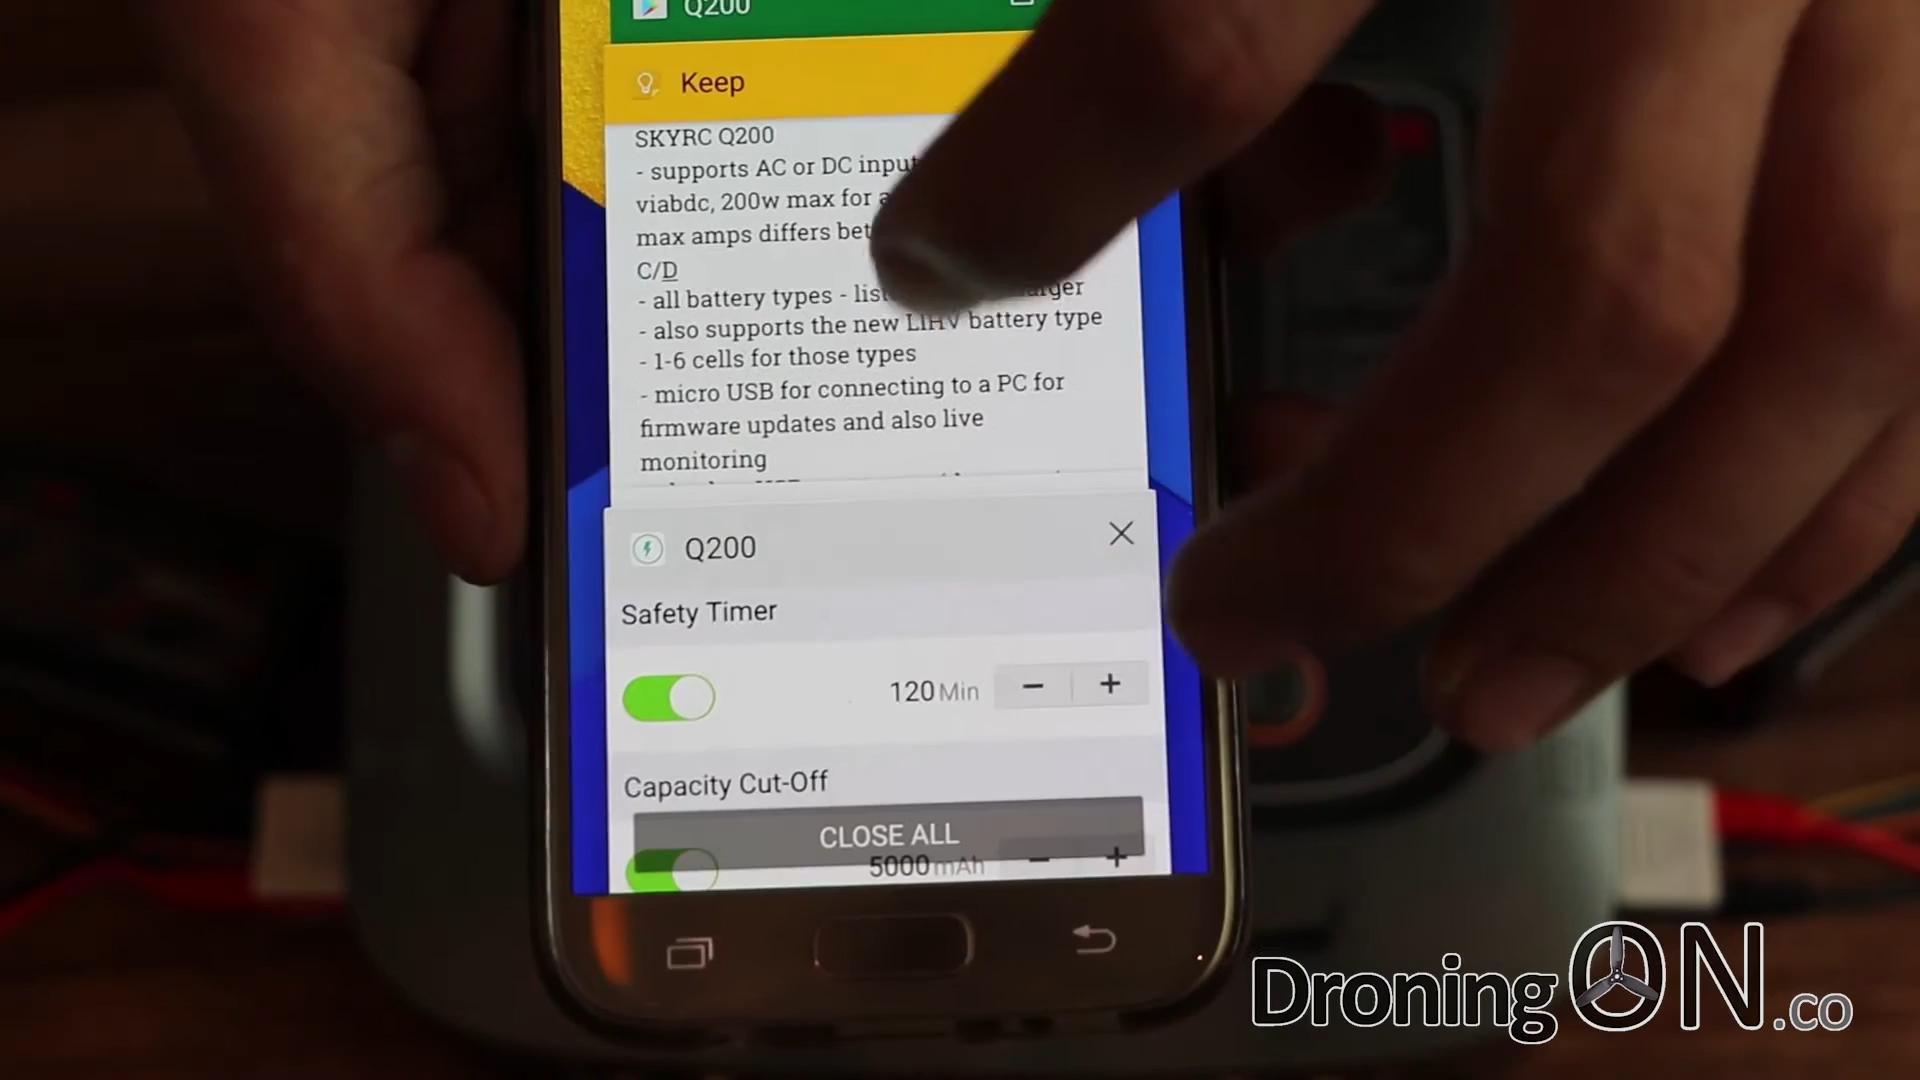 Q200
Keep
SKYRC Q200
- supports AC or DC input
viabdc, 200w max for
max amps differs
C/D
- all battery types -
- also supports the new LiHV battery type
- 1-6 cells for those types
- micro USB for connecting to a PC for
firmware updates and also live
monitoring
Q200
Safety Timer
120 Min - +
Capacity Cut-Off
CLOSE ALL
5000 mAh - +
DroningON.co